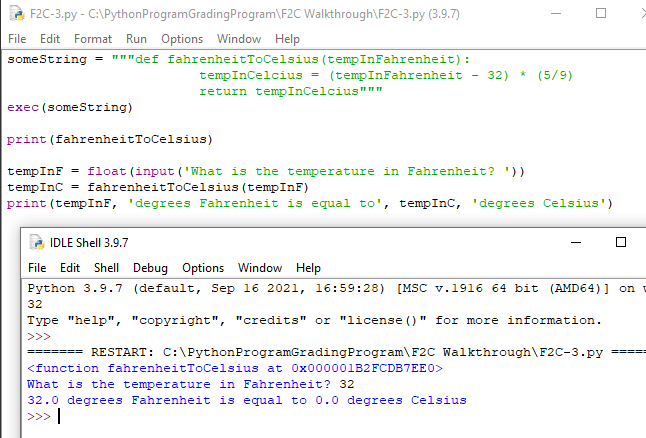 F2C-3.py - C:\PythonProgramGradingProgram\F2C Walkthrough\F2C-3.py (3.9.7)
File Edit Format Run Options Window Help
someString = """def fahrenheitToCelsius(tempInFahrenheit):
                        tempInCelcius = (tempInFahrenheit - 32) * (5/9)
                        return tempInCelcius"""
exec(someString)
print(fahrenheitToCelsius)
tempInF = float(input('What is the temperature in Fahrenheit? '))
tempInC = fahrenheitToCelsius(tempInF)
print(tempInF, 'degrees Fahrenheit is equal to', tempInC, 'degrees Celsius')
IDLE Shell 3.9.7
File Edit Shell Debug Options Window Help
Python 3.9.7 (default, Sep 16 2021, 16:59:28) [MSC v.1916 64 bit (AMD64)] on
32
Type "help", "copyright", "credits" or "license()" for more information.
>>>
======= RESTART: C:\PythonProgramGradingProgram\F2C Walkthrough\F2C-3.py =====
<function fahrenheitToCelsius at 0x000001B2FCDB7EE0>
What is the temperature in Fahrenheit? 32
32.0 degrees Fahrenheit is equal to 0.0 degrees Celsius
>>>